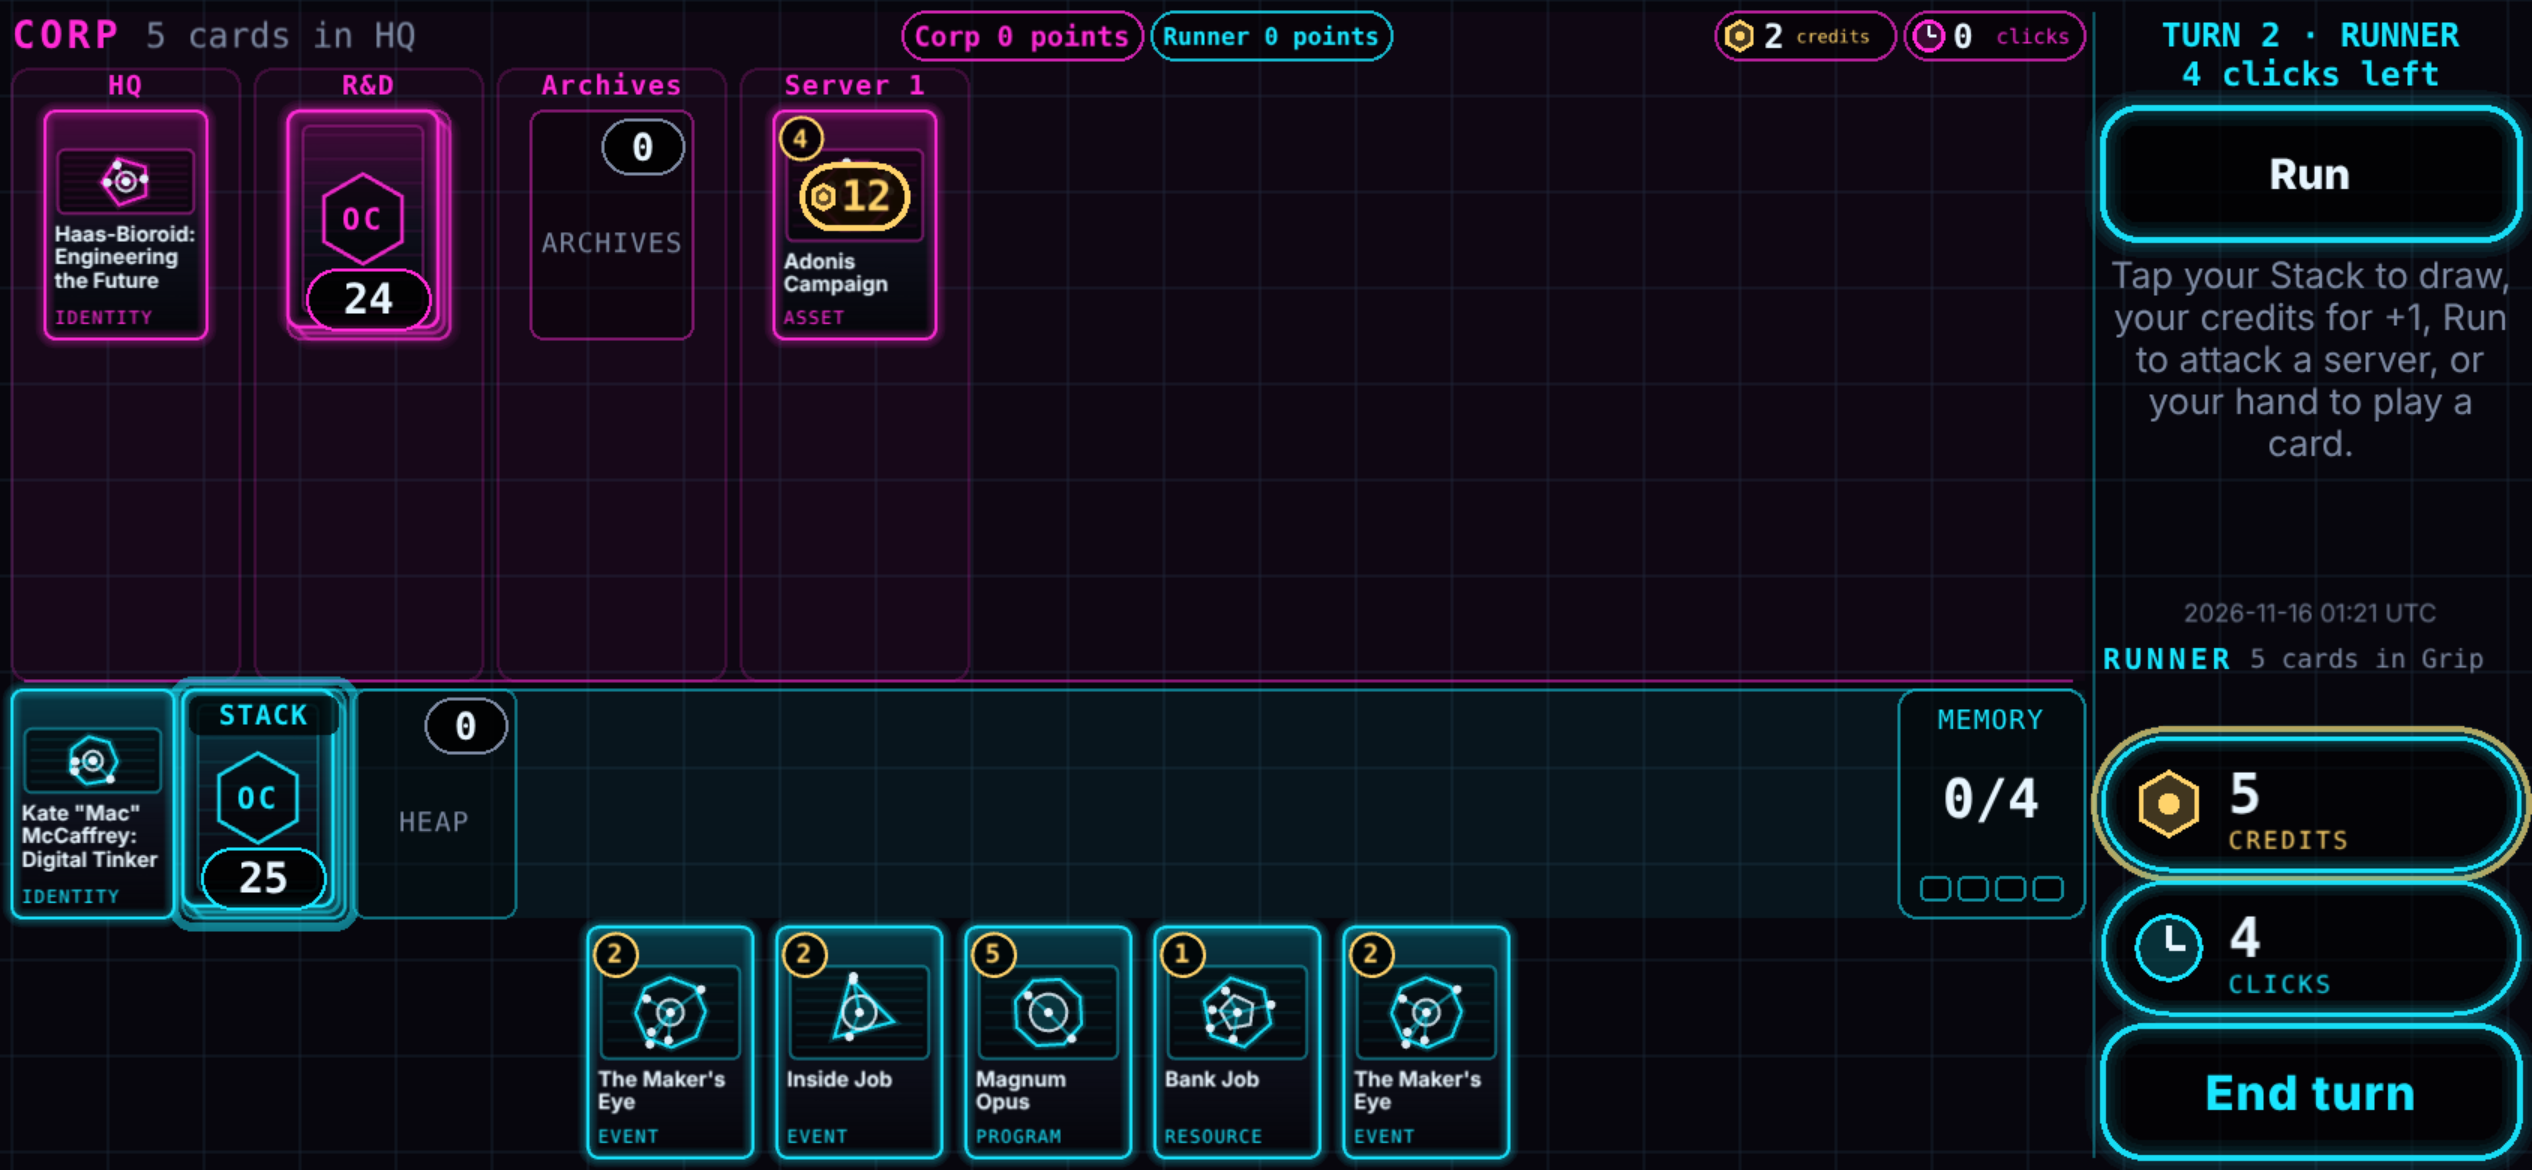 CORP 5 cards in HQ
Corp 0 points
Runner 0 points
2 credits
0 clicks
TURN 2 · RUNNER
4 clicks left
HQ
R&D
Archives
Server 1
Haas-Bioroid:
Engineering
the Future
IDENTITY
OC
24
0
ARCHIVES
4
12
Adonis
Campaign
ASSET
Run
Tap your Stack to draw,
your credits for +1, Run
to attack a server, or
your hand to play a
card.
2026-11-16 01:21 UTC
RUNNER 5 cards in Grip
Kate "Mac"
McCaffrey:
Digital Tinker
IDENTITY
STACK
OC
25
0
HEAP
MEMORY
0/4
5
CREDITS
4
CLICKS
End turn
2
The Maker's
Eye
EVENT
2
Inside Job
EVENT
5
Magnum
Opus
PROGRAM
1
Bank Job
RESOURCE
2
The Maker's
Eye
EVENT